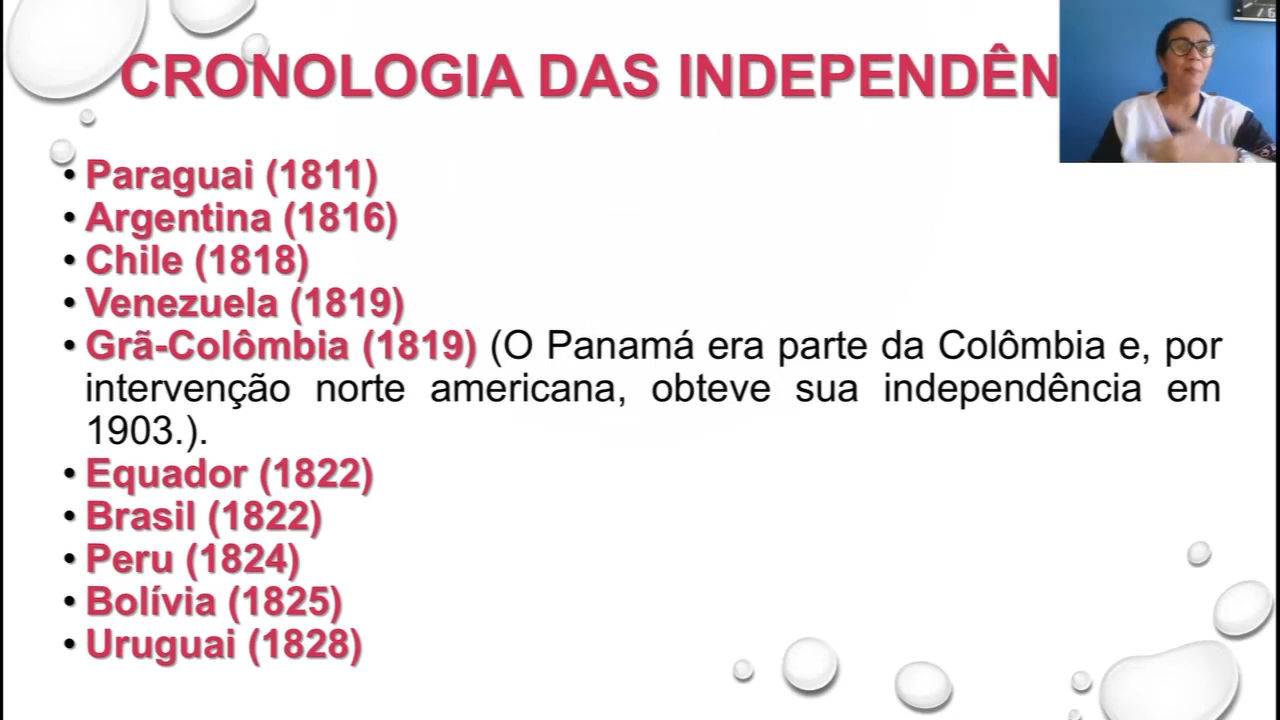 CRONOLOGIA DAS INDEPENDÊN
• Paraguai (1811)
• Argentina (1816)
• Chile (1818)
• Venezuela (1819)
• Grã-Colômbia (1819) (O Panamá era parte da Colômbia e, por
intervenção norte americana, obteve sua independência em
1903.).
• Equador (1822)
• Brasil (1822)
• Peru (1824)
• Bolívia (1825)
• Uruguai (1828)